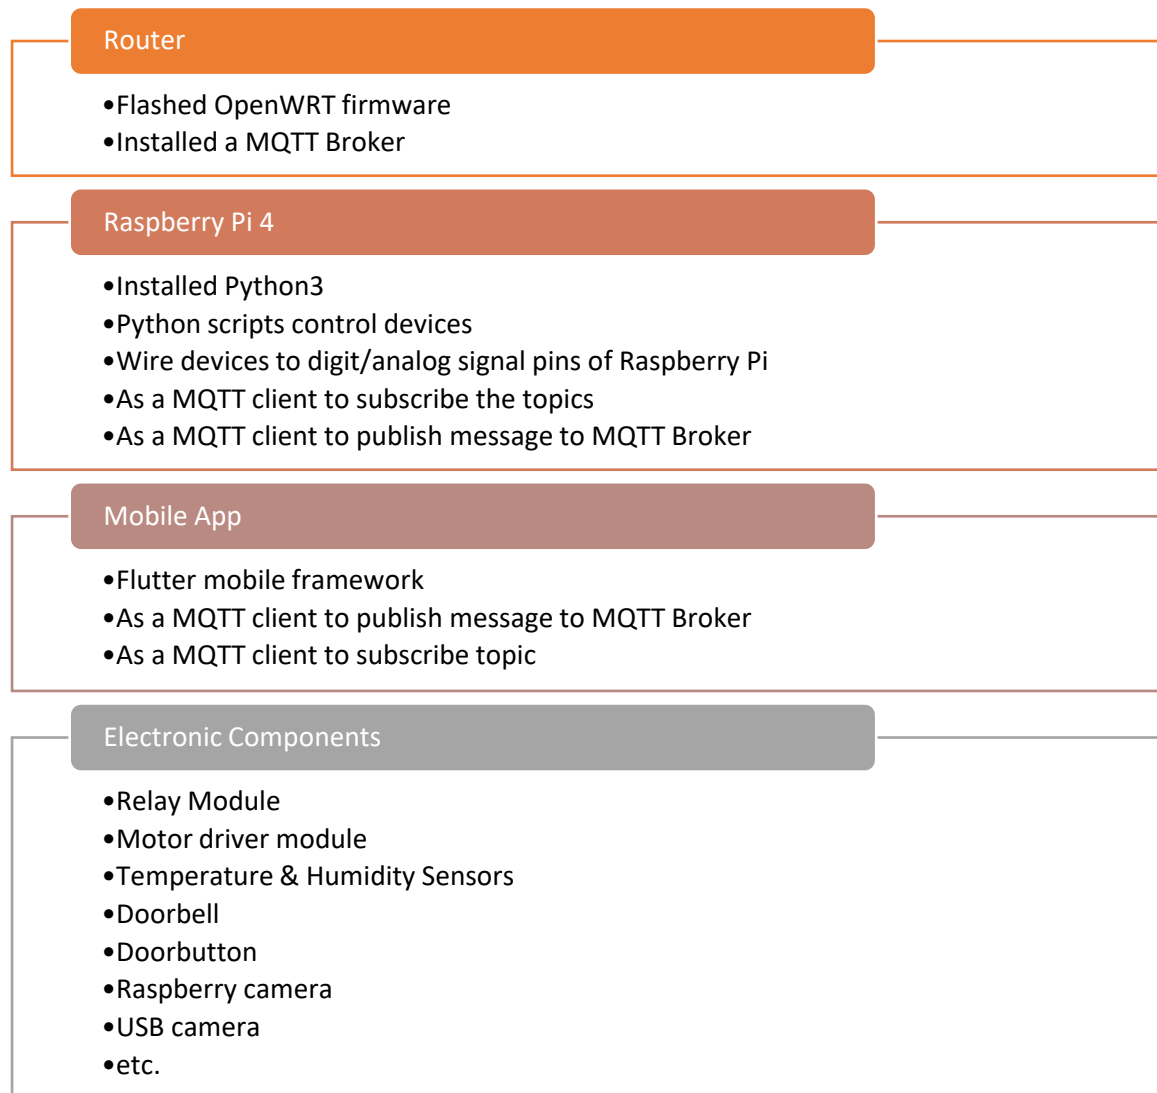 Router
•Flashed OpenWRT firmware
•Installed a MQTT Broker
Raspberry Pi 4
•Installed Python3
•Python scripts control devices
•Wire devices to digit/analog signal pins of Raspberry Pi
•As a MQTT client to subscribe the topics
•As a MQTT client to publish message to MQTT Broker
Mobile App
•Flutter mobile framework
•As a MQTT client to publish message to MQTT Broker
•As a MQTT client to subscribe topic
Electronic Components
•Relay Module
•Motor driver module
•Temperature & Humidity Sensors
•Doorbell
•Doorbutton
•Raspberry camera
•USB camera
•etc.